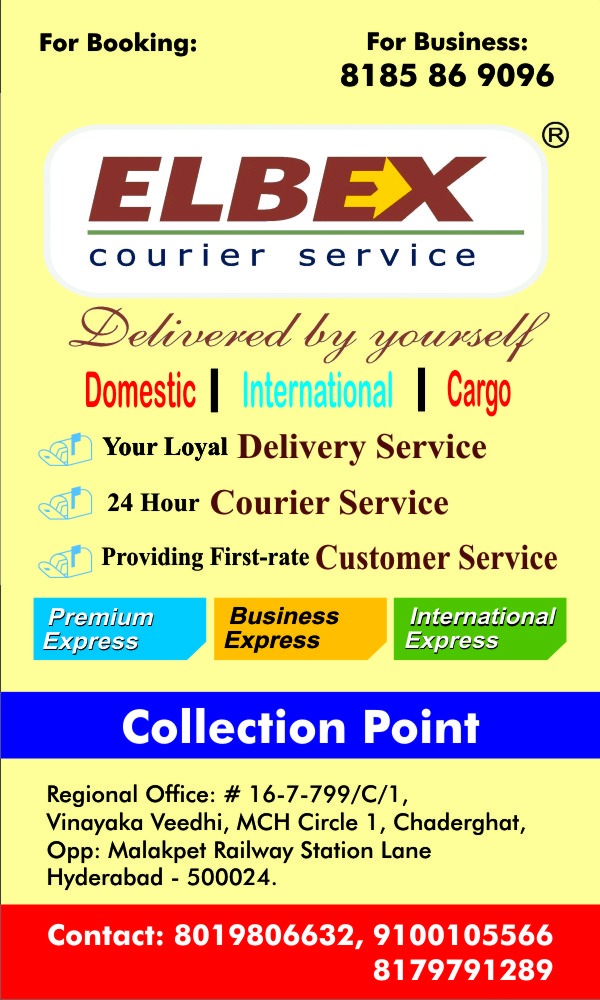 For Booking:
For Business:
8185 86 9096
®
ELBEX
courier service
Delivered by yourself
Domestic | International | Cargo
Your Loyal Delivery Service
24 Hour Courier Service
Providing First-rate Customer Service
Premium
Express
Business
Express
International
Express
Collection Point
Regional Office: # 16-7-799/C/1,
Vinayaka Veedhi, MCH Circle 1, Chaderghat,
Opp: Malakpet Railway Station Lane
Hyderabad - 500024.
Contact: 8019806632, 9100105566
8179791289